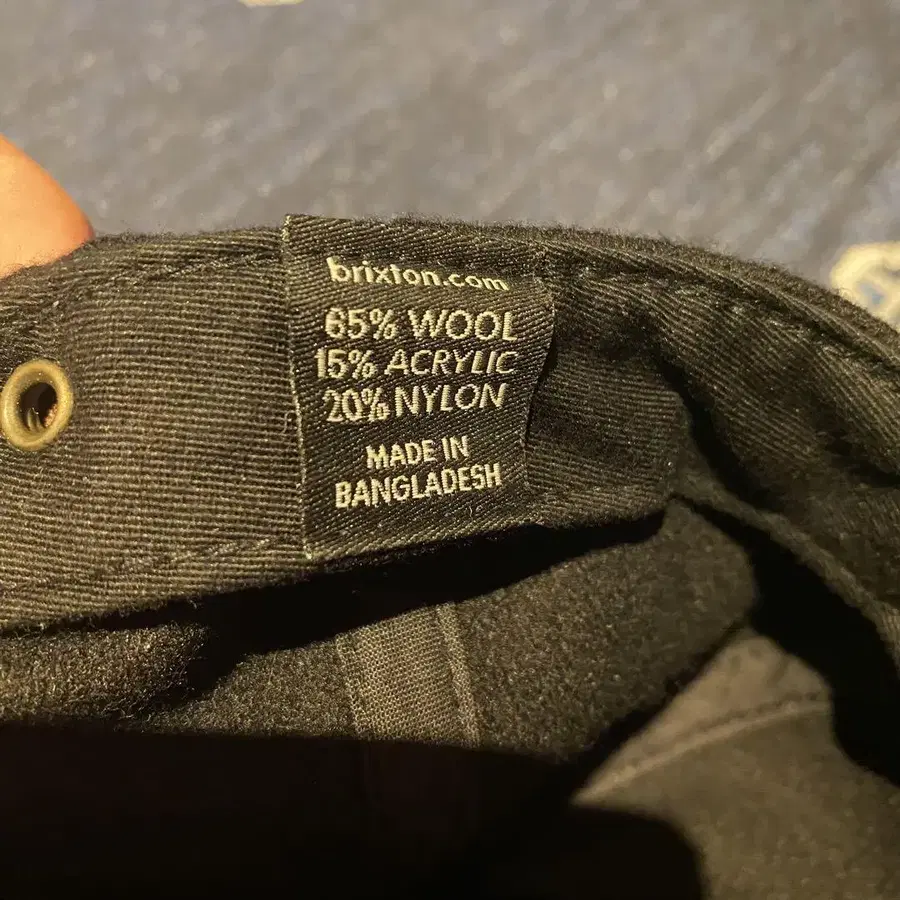 brixton.com
65% WOOL
15% ACRYLIC
20% NYLON
MADE IN
BANGLADESH